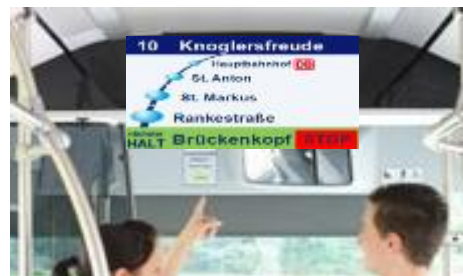 10 Knoglersfreude
Hauptbahnhof DB
St. Anton
St. Markus
Rankestraße
nächster
HALT Brückenkopf STOP